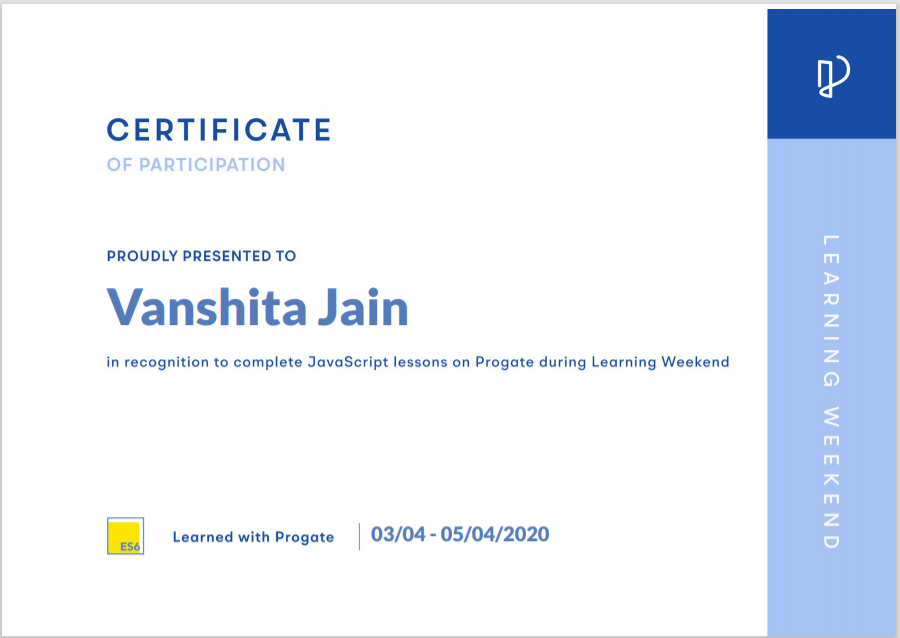 CERTIFICATE
OF PARTICIPATION
PROUDLY PRESENTED TO
Vanshita Jain
in recognition to complete JavaScript lessons on Progate during Learning Weekend
ES6
Learned with Progate
03/04 - 05/04/2020
LEARNING WEEKEND